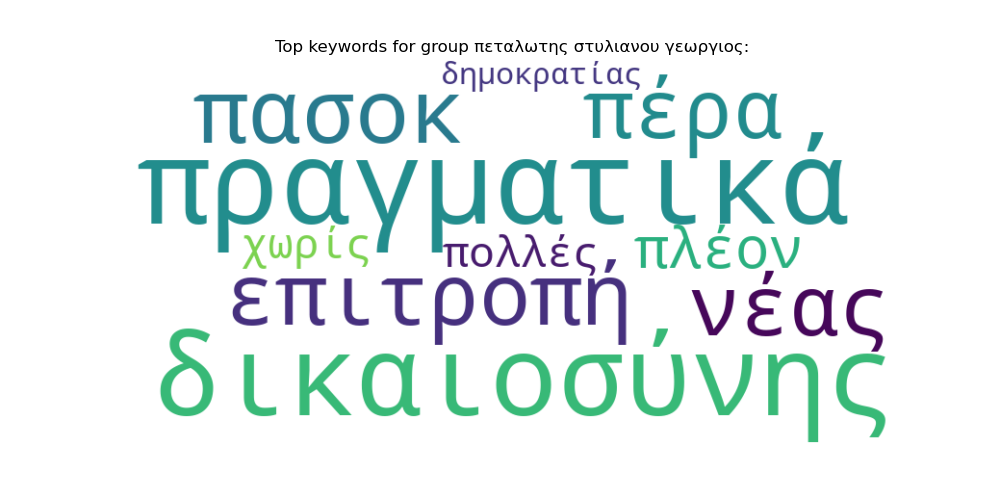 Top keywords for group πεταλωτης στυλιανου γεωργιος:
δημοκρατίας
πασοκ πέρα
πραγματικά
χωρίς πολλές πλέον
επιτροπή νέας
δικαιοσύνης